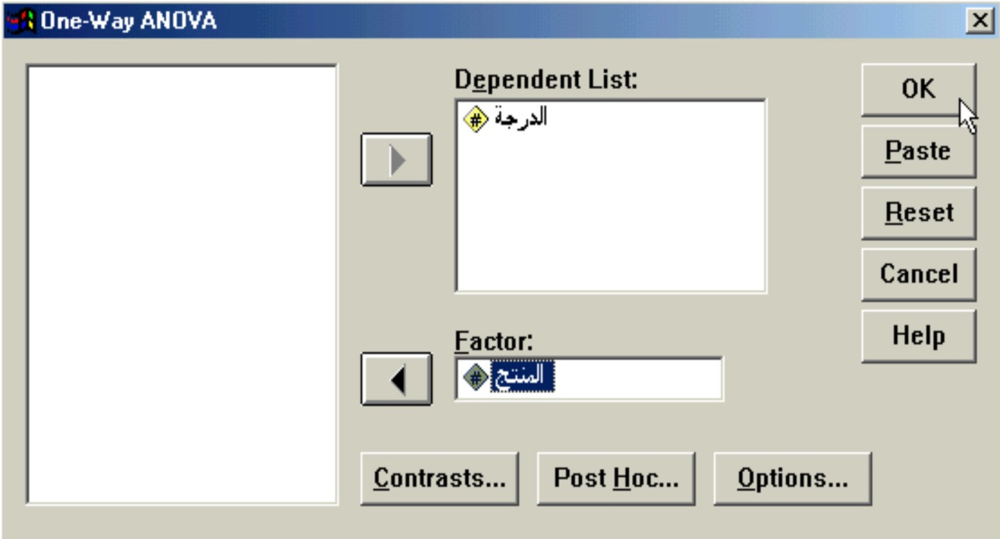 One-Way ANOVA
Dependent List:
الدرجة
Factor:
المنتج
Contrasts...
Post Hoc...
Options...
OK
Paste
Reset
Cancel
Help